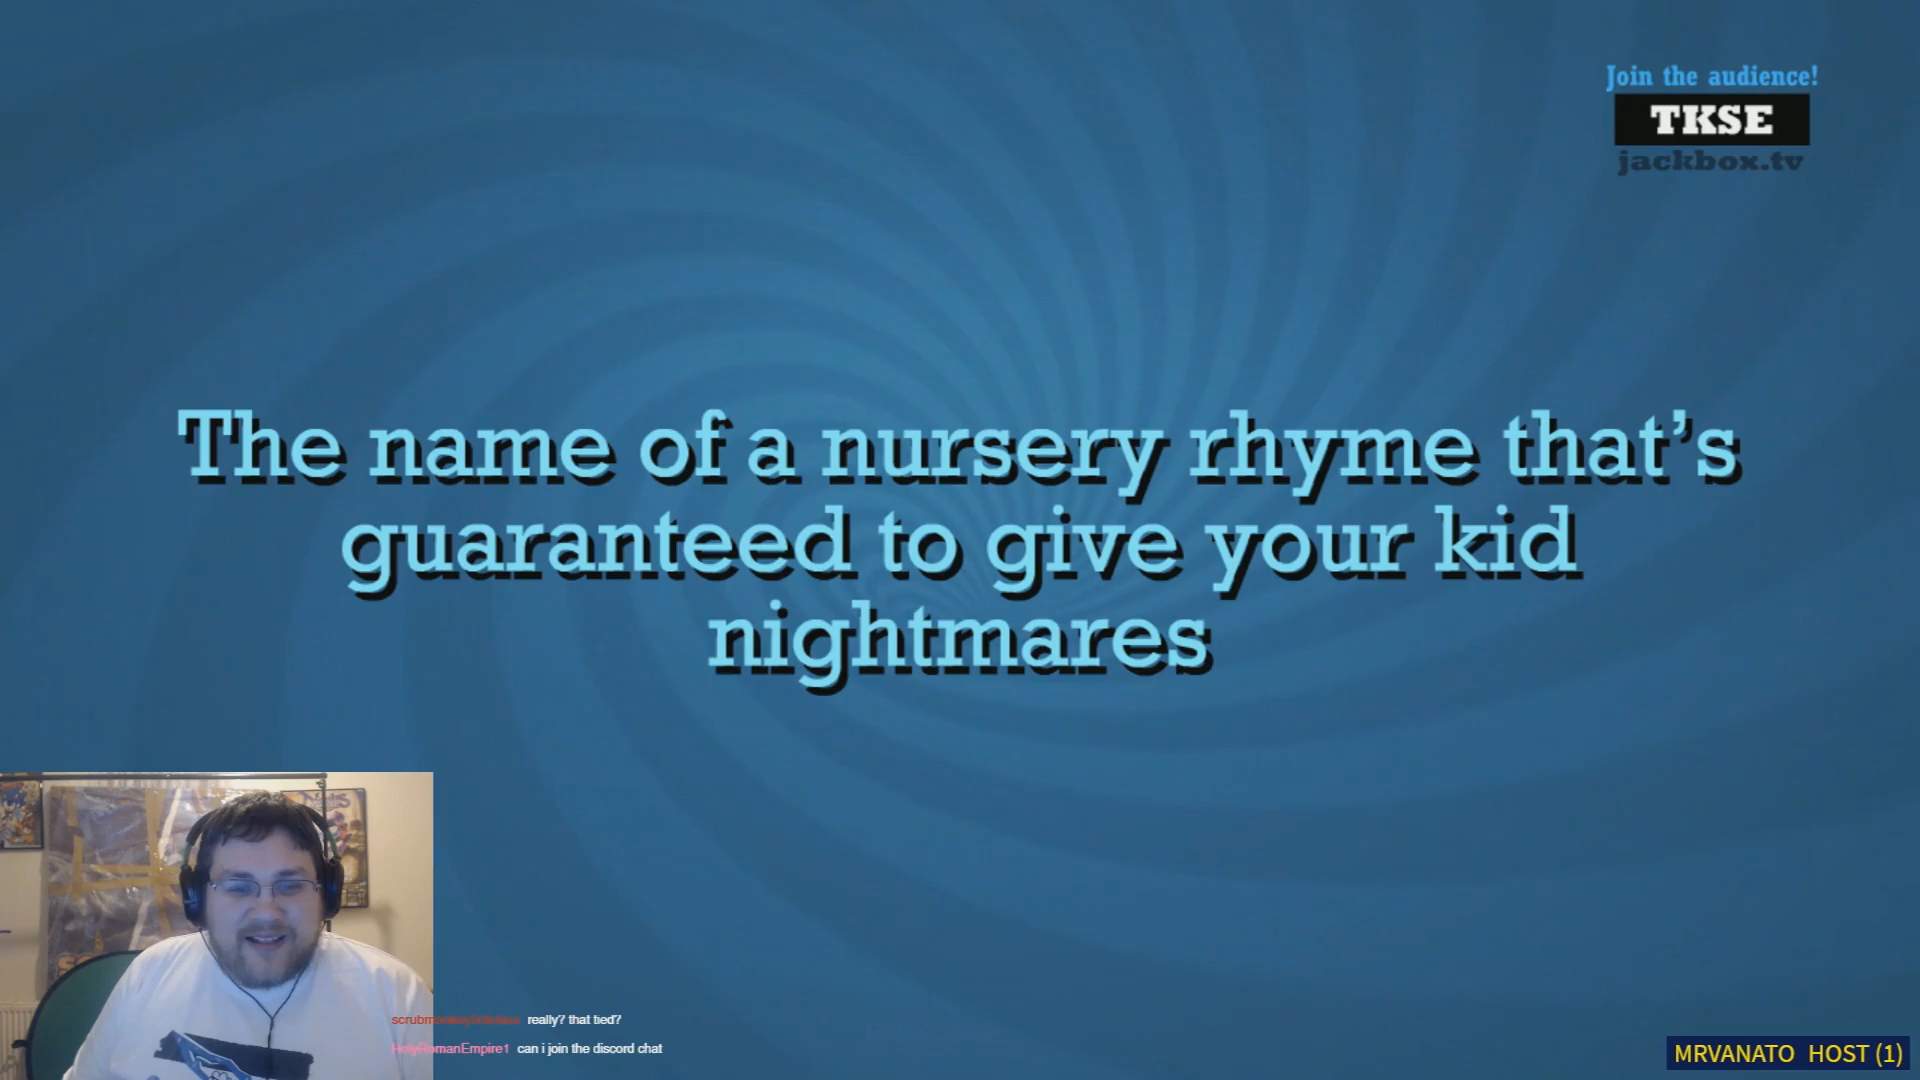 Join the audience!
TKSE
jackbox.tv
The name of a nursery rhyme that's
guaranteed to give your kid
nightmares
really? that tied?
HolyRomanEmpire1 can i join the discord chat
MRVANATO HOST (1)